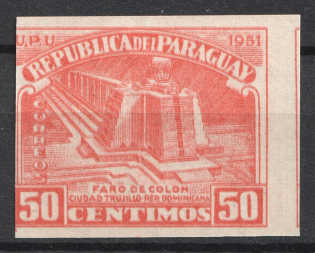 U.P.U 1951
REPUBLICA DEL PARAGUAY
CORREOS
FARO DE COLON
CIUDAD TRUJILLO-REP. DOMINICANA
50 CENTIMOS 50